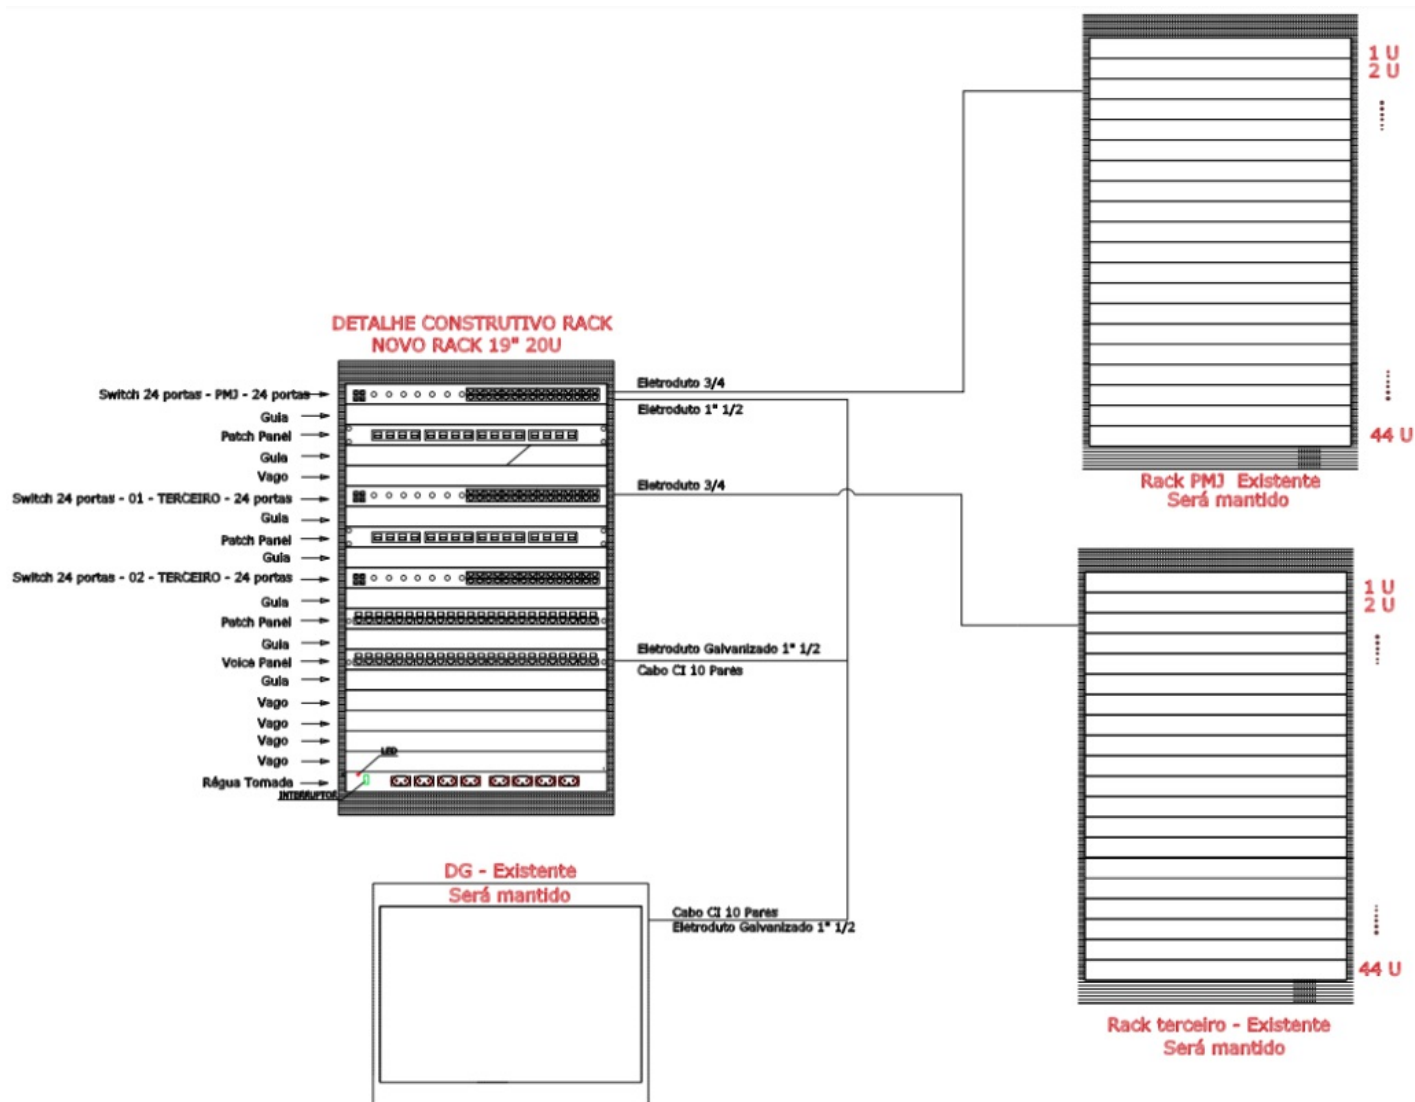 1 U
2 U
44 U
Rack PMJ Existente
Será mantido
DETALHE CONSTRUTIVO RACK
NOVO RACK 19" 20U
Switch 24 portas - PMJ - 24 portas
Guia
Patch Panel
Guia
Vago
Switch 24 portas - 01 - TERCEIRO - 24 portas
Guia
Patch Panel
Guia
Switch 24 portas - 02 - TERCEIRO - 24 portas
Guia
Patch Panel
Guia
Voice Panel
Guia
Vago
Vago
Vago
Vago
LED
Régua Tomada
INTERRUPTOR
Eletroduto 3/4
Eletroduto 1" 1/2
Eletroduto 3/4
Eletroduto Galvanizado 1" 1/2
Cabo CI 10 Pares
1 U
2 U
44 U
Rack terceiro - Existente
Será mantido
DG - Existente
Será mantido
Cabo CI 10 Pares
Eletroduto Galvanizado 1" 1/2